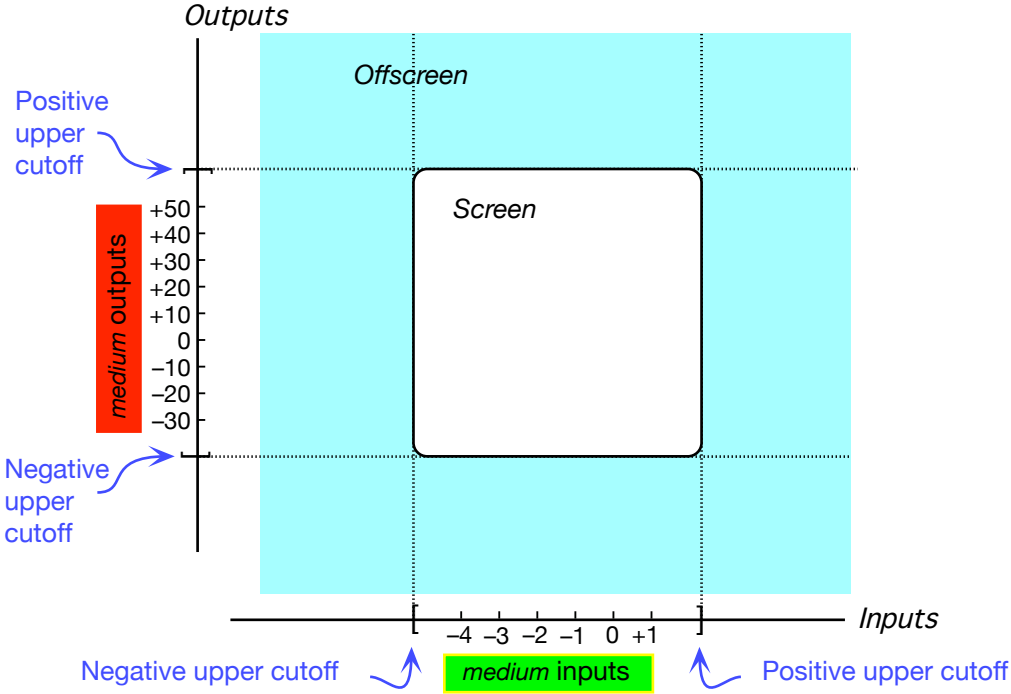 Outputs
Offscreen
Positive
upper
cutoff
Screen
+50
+40
+30
+20
+10
0
−10
−20
−30
medium outputs
Negative
upper
cutoff
Inputs
−4 −3 −2 −1 0 +1
Negative upper cutoff
medium inputs
Positive upper cutoff